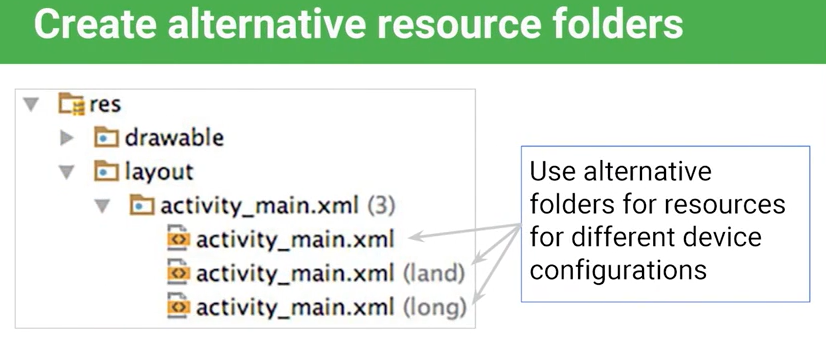 Create alternative resource folders
res
drawable
layout
activity_main.xml (3)
activity_main.xml
activity_main.xml (land)
activity_main.xml (long)
Use alternative
folders for resources
for different device
configurations